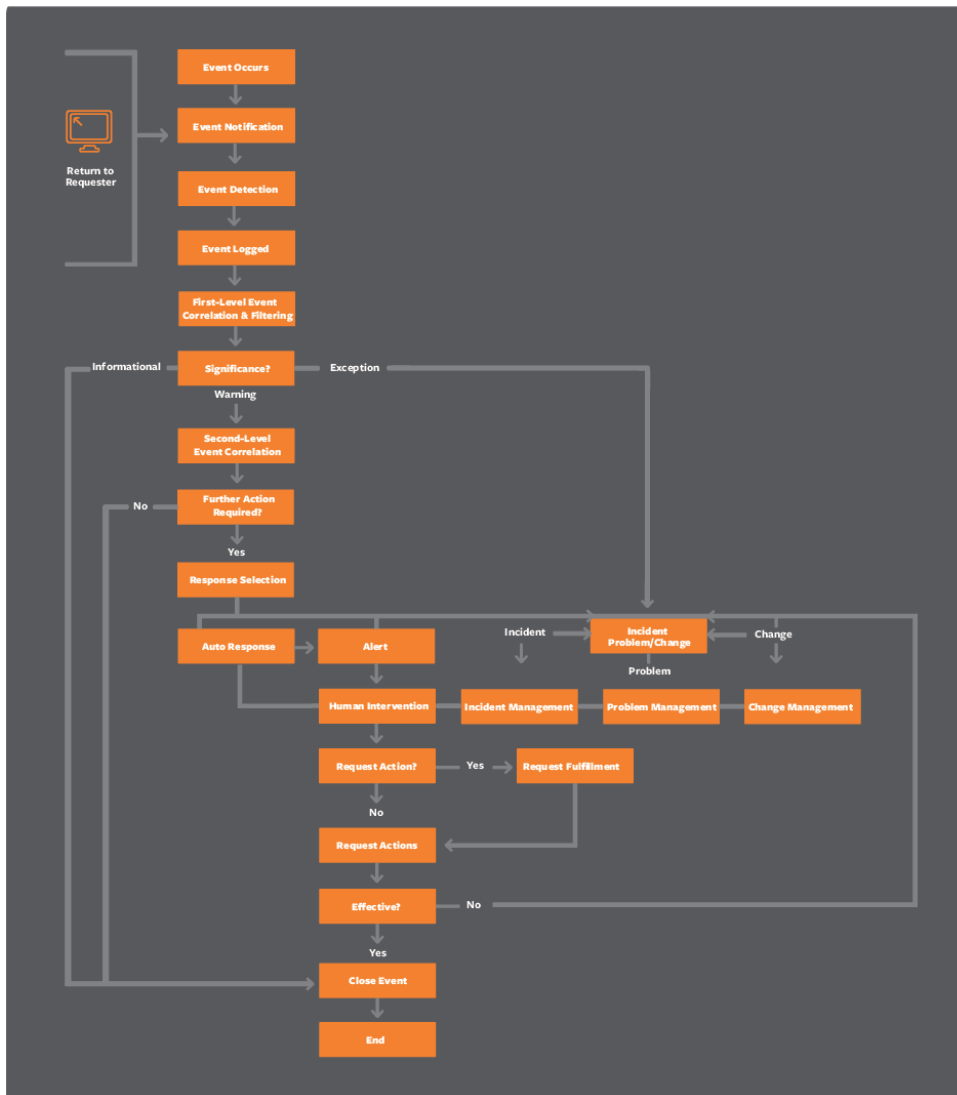 Event Occurs
Event Notification
Return to
Requester
Event Detection
Event Logged
First-Level Event
Correlation & Filtering
Informational
Significance?
Exception
Warning
Second-Level
Event Correlation
No
Further Action
Required?
Yes
Response Selection
Auto Response
Alert
Incident
Incident
Problem/Change
Change
Problem
Human Intervention
Incident Management
Problem Management
Change Management
Request Action?
Yes
Request Fulfillment
No
Request Actions
Effective?
No
Yes
Close Event
End